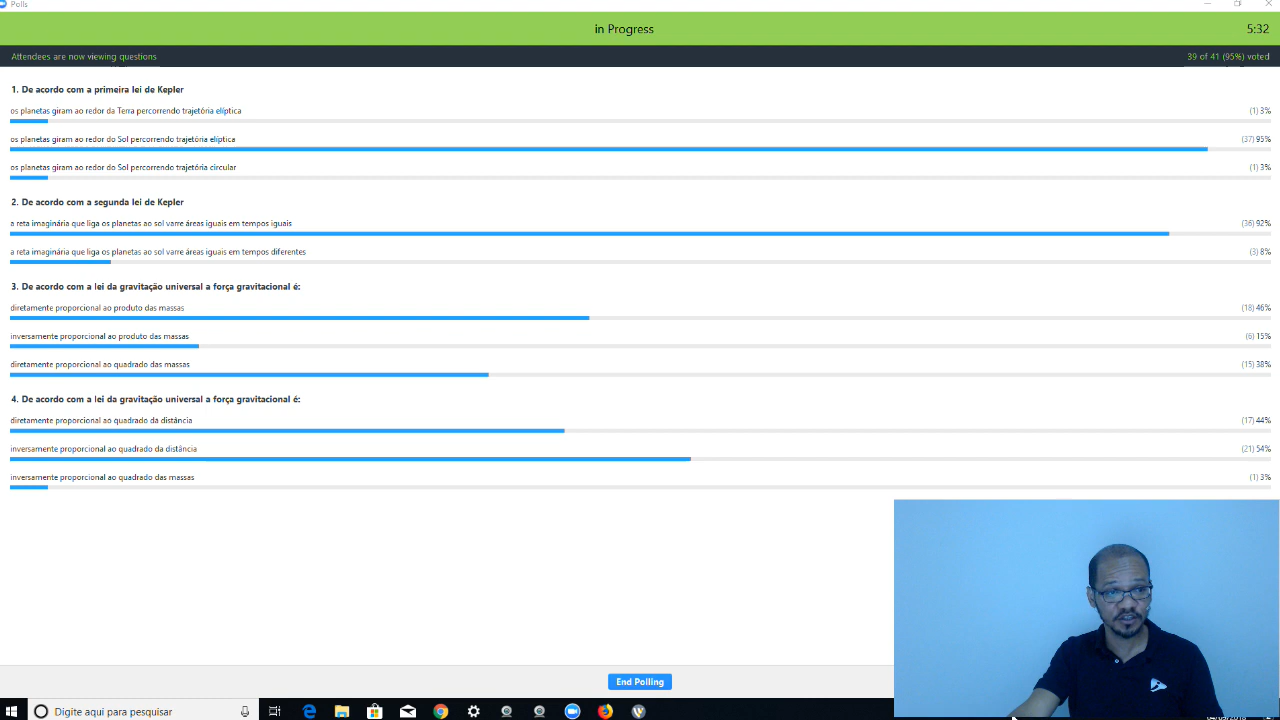 Polls
in Progress
5:32
Attendees are now viewing questions
39 of 41 (95%) voted
1. De acordo com a primeira lei de Kepler
os planetas giram ao redor da Terra percorrendo trajetória elíptica
(1) 3%
os planetas giram ao redor do Sol percorrendo trajetória elíptica
(37) 95%
os planetas giram ao redor do Sol percorrendo trajetória circular
(1) 3%
2. De acordo com a segunda lei de Kepler
a reta imaginária que liga os planetas ao sol varre áreas iguais em tempos iguais
(36) 92%
a reta imaginária que liga os planetas ao sol varre áreas iguais em tempos diferentes
(3) 8%
3. De acordo com a lei da gravitação universal a força gravitacional é:
diretamente proporcional ao produto das massas
(18) 46%
inversamente proporcional ao produto das massas
(6) 15%
diretamente proporcional ao quadrado das massas
(15) 38%
4. De acordo com a lei da gravitação universal a força gravitacional é:
diretamente proporcional ao quadrado da distância
(17) 44%
inversamente proporcional ao quadrado da distância
(21) 54%
inversamente proporcional ao quadrado das massas
(1) 3%
End Polling
Digite aqui para pesquisar